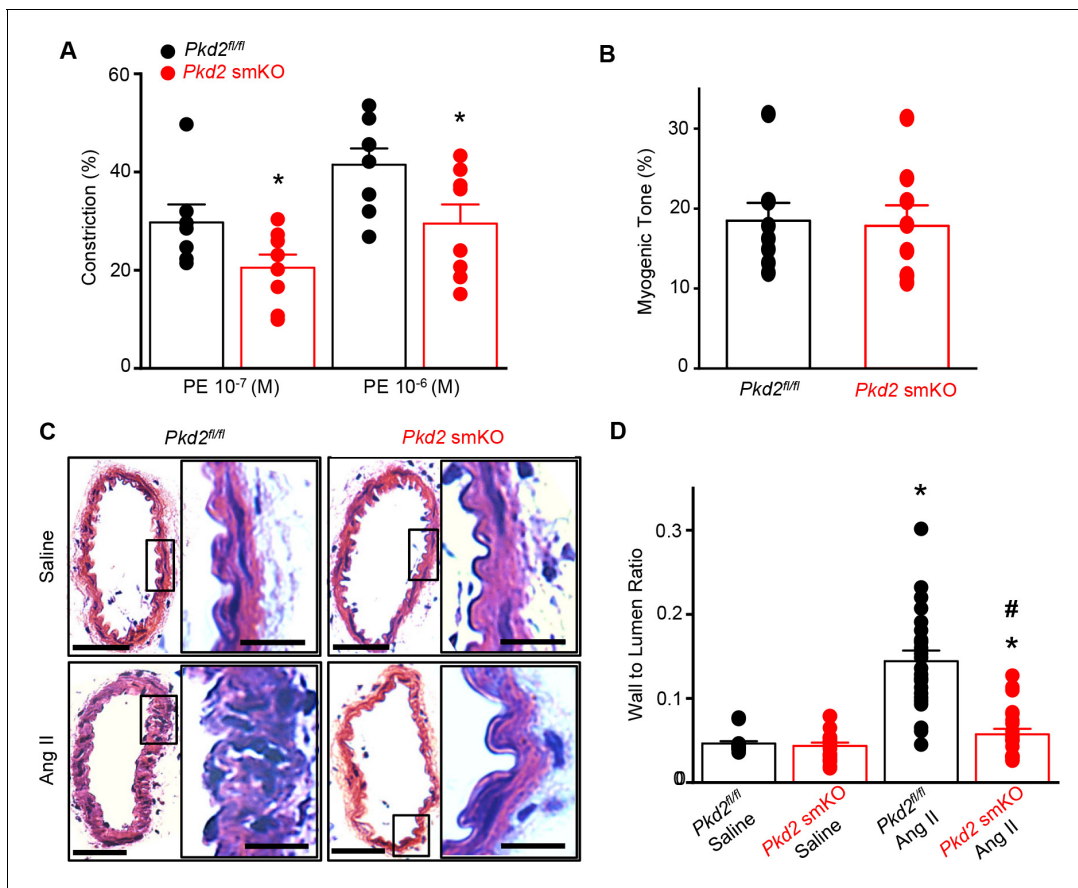 A
Pkd2fl/fl
Pkd2 smKO
Constriction (%)
60
40
20
0
*
*
PE 10-7 (M)
PE 10-6 (M)
B
Myogenic Tone (%)
30
20
10
0
Pkd2fl/fl
Pkd2 smKO
C
Pkd2fl/fl
Pkd2 smKO
Saline
Ang II
D
Wall to Lumen Ratio
0.3
0.2
0.1
0
*
#
*
Pkd2fl/fl
Saline
Pkd2 smKO
Saline
Pkd2fl/fl
Ang II
Pkd2 smKO
Ang II